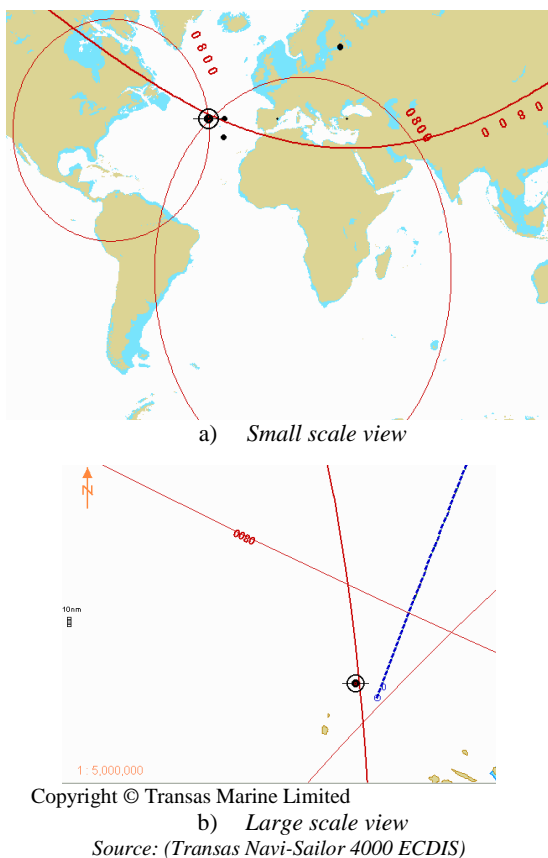 0800
0800
0080
a) Small scale view
N
0080
10nm
1 : 5,000,000
Copyright © Transas Marine Limited
b) Large scale view
Source: (Transas Navi-Sailor 4000 ECDIS)